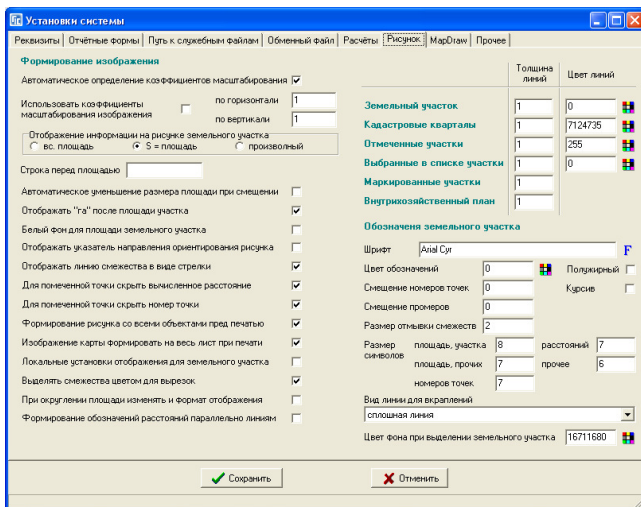 Установки системы
Реквизиты Отчётные формы Путь к служебным файлам Обменный файл Расчёты Рисунок MapDraw Прочее
Формирование изображения
Автоматическое определение коэффициентов масштабирования
Использовать коэффициенты масштабирования изображения
по горизонтали 1
по вертикали 1
Отображение информации на рисунке земельного участка
вс. площадь S = площадь произвольный
Строка перед площадью
Автоматическое уменьшение размера площади при смещении
Отображать "га" после площади участка
Белый фон для площади земельного участка
Отображать указатель направления ориентирования рисунка
Отображать линию смежества в виде стрелки
Для помеченной точки скрыть вычисленное расстояние
Для помеченной точки скрыть номер точки
Формирование рисунка со всеми объектами пред печатью
Изображение карты формировать на весь лист при печати
Локальные установки отображения для земельного участка
Выделять смежества цветом для вырезок
При округлении площади изменять и формат отображения
Формирование обозначений расстояний параллельно линиям
Толщина линий Цвет линий
Земельный участок 1 0
Кадастровые кварталы 1 7124735
Отмеченные участки 1 255
Выбранные в списке участки 1 0
Маркированные участки 1
Внутрихозяйственный план 1
Обозначеня земельного участка
Шрифт Arial Cyr F
Цвет обозначений 0 Полужирный
Смещение номеров точек 0 Курсив
Смещение промеров 0
Размер отмывки смежеств 2
Размер символов
площадь, участка 8 расстояний 7
площадь, прочих 7 прочее 6
номеров точек 7
Вид линии для вкраплений
сплошная линия
Цвет фона при выделении земельного участка 16711680
Сохранить Отменить